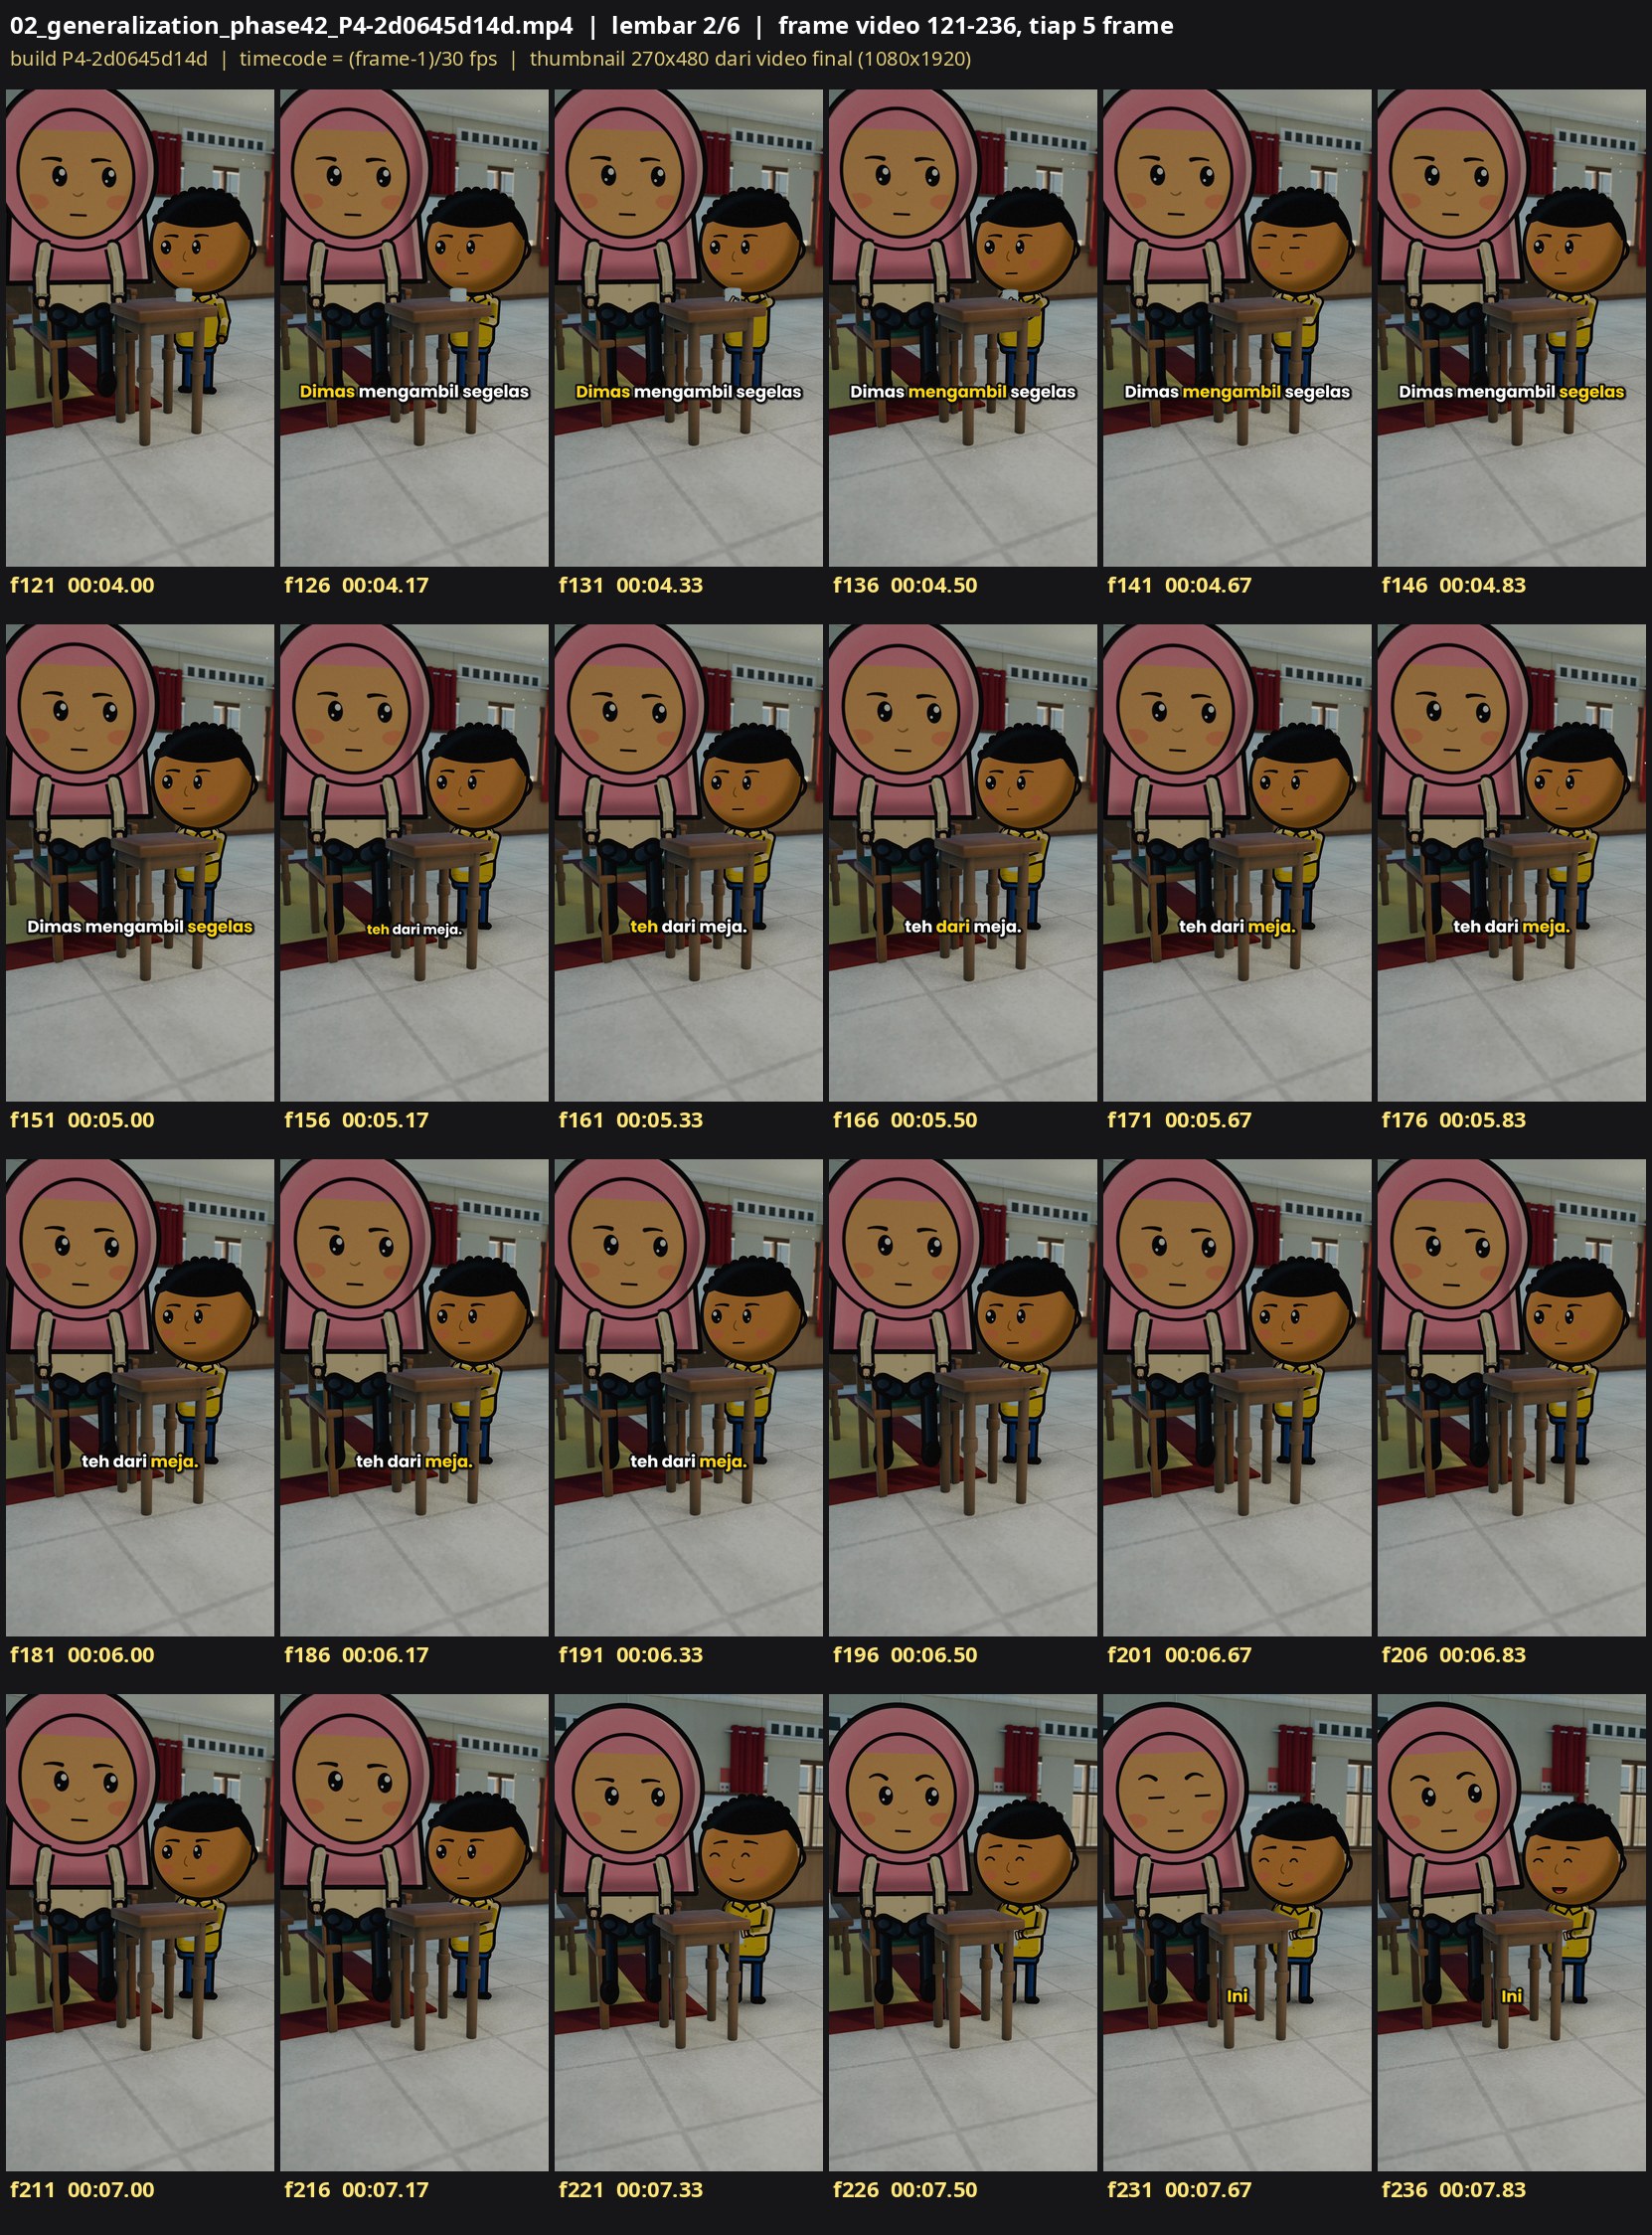 02_generalization_phase42_P4-2d0645d14d.mp4 | lembar 2/6 | frame video 121-236, tiap 5 frame
build P4-2d0645d14d | timecode = (frame-1)/30 fps | thumbnail 270x480 dari video final (1080x1920)
Dimas mengambil segelas
Dimas mengambil segelas
Dimas mengambil segelas
Dimas mengambil segelas
Dimas mengambil segelas
f121 00:04.00
f126 00:04.17
f131 00:04.33
f136 00:04.50
f141 00:04.67
f146 00:04.83
Dimas mengambil segelas
teh dari meja.
teh dari meja.
teh dari meja.
teh dari meja.
teh dari meja.
f151 00:05.00
f156 00:05.17
f161 00:05.33
f166 00:05.50
f171 00:05.67
f176 00:05.83
teh dari meja.
teh dari meja.
teh dari meja.
f181 00:06.00
f186 00:06.17
f191 00:06.33
f196 00:06.50
f201 00:06.67
f206 00:06.83
Ini
Ini
f211 00:07.00
f216 00:07.17
f221 00:07.33
f226 00:07.50
f231 00:07.67
f236 00:07.83